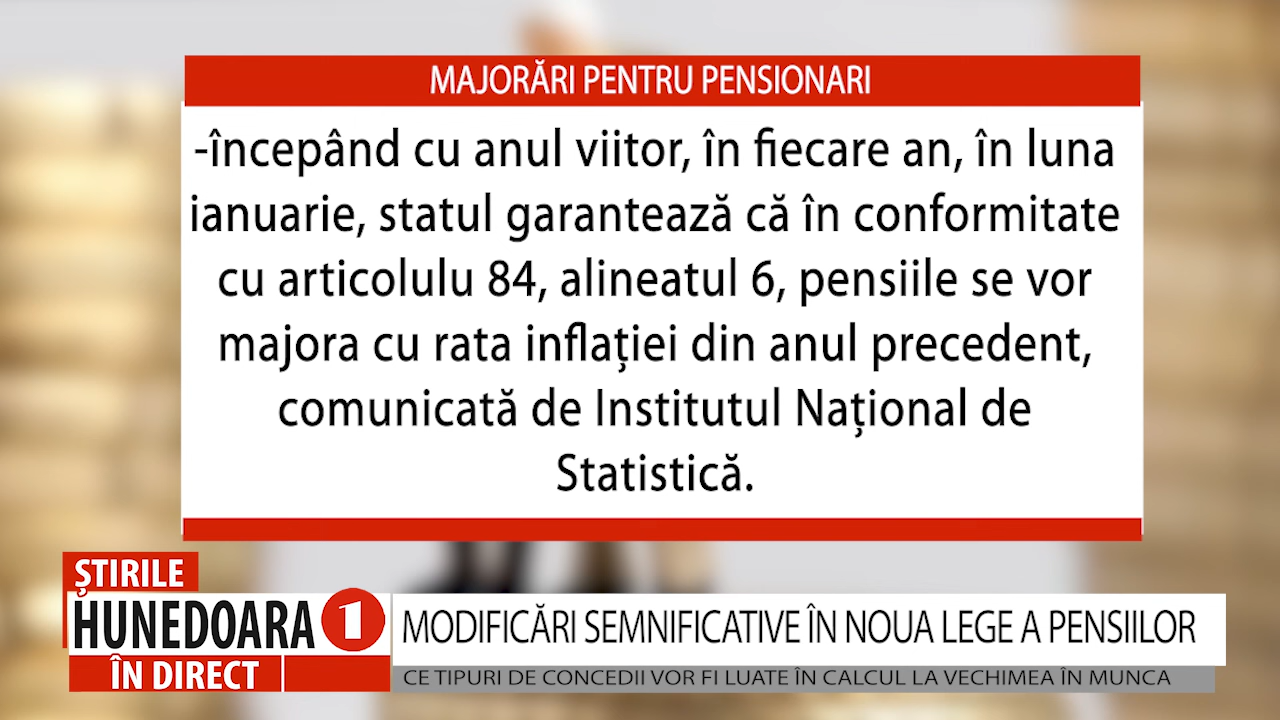 MAJORĂRI PENTRU PENSIONARI
-începând cu anul viitor, în fiecare an, în luna
ianuarie, statul garantează că în conformitate
cu articolulu 84, alineatul 6, pensiile se vor
majora cu rata inflației din anul precedent,
comunicată de Institutul Național de
Statistică.
ȘTIRILE
HUNEDOARA 1
ÎN DIRECT
MODIFICĂRI SEMNIFICATIVE ÎN NOUA LEGE A PENSIILOR
CE TIPURI DE CONCEDII VOR FI LUATE ÎN CALCUL LA VECHIMEA ÎN MUNCA